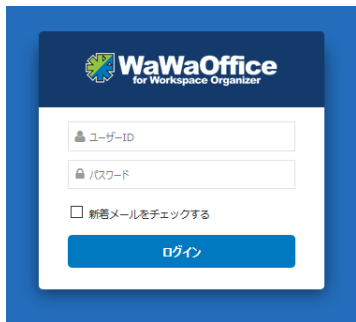 WaWaOffice
for Workspace Organizer
ユーザーID
パスワード
新着メールをチェックする
ログイン